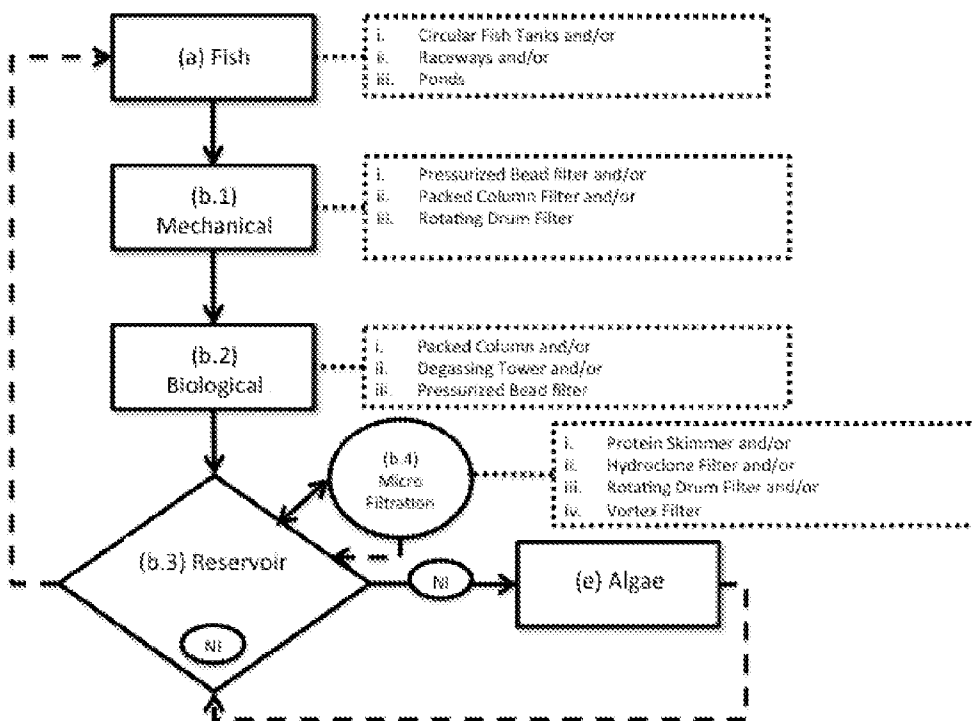 (a) Fish
i. Circular Fish Tanks and/or
ii. Raceways and/or
iii. Ponds
(b.1)
Mechanical
i. Pressurized Bead filter and/or
ii. Packed Column Filter and/or
iii. Rotating Drum Filter
(b.2)
Biological
i. Packed Column and/or
ii. Degassing Tower and/or
iii. Pressurized Bead filter
(b.4)
Micro
Filtration
i. Protein Skimmer and/or
ii. Hydroclone Filter and/or
iii. Rotating Drum Filter and/or
iv. Vortex Filter
(b.3) Reservoir
NI
(e) Algae
NI